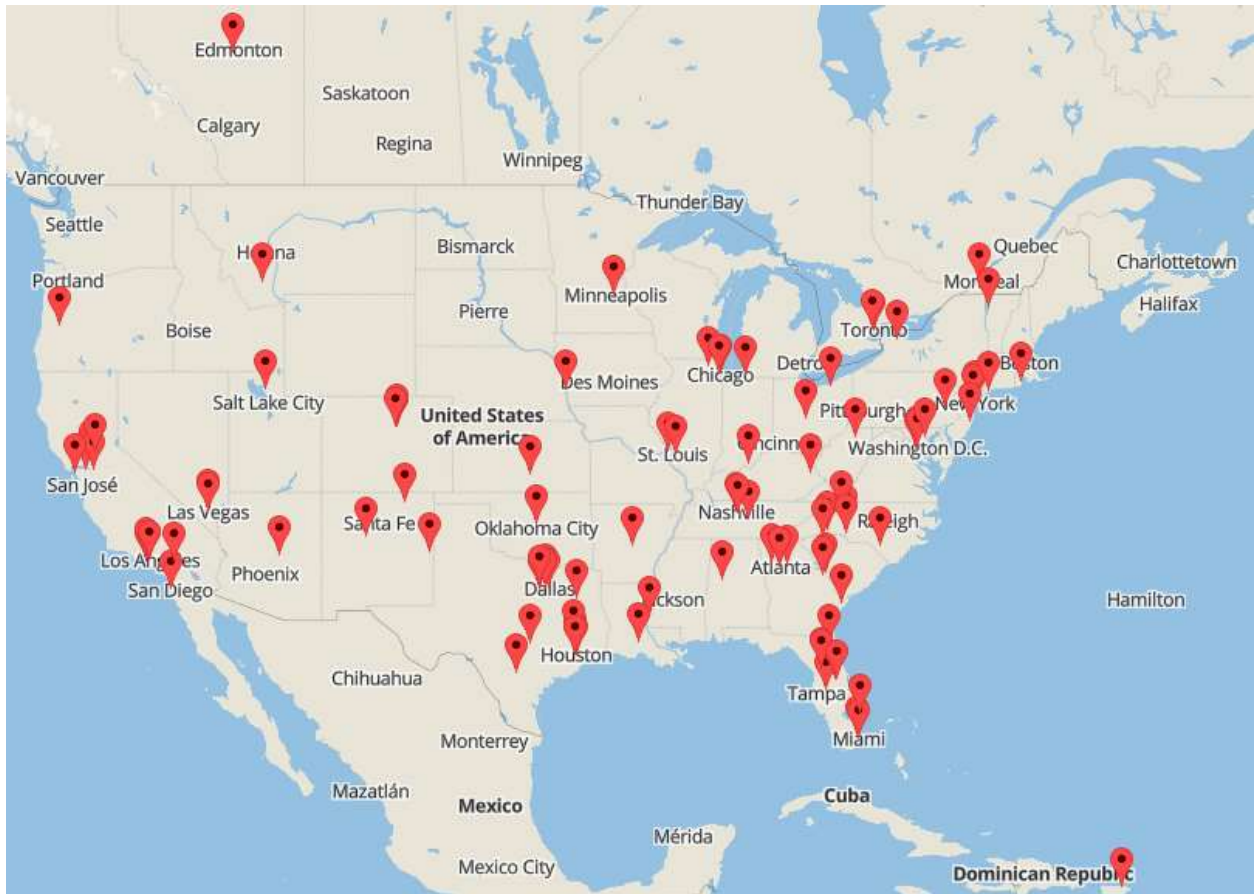 Edmonton
Saskatoon
Calgary
Regina
Winnipeg
Vancouver
Thunder Bay
Seattle
Quebec
Bismarck
Charlottetown
Portland
Minneapolis
Halifax
Pierre
Toronto
Boise
Boston
Chicago
Des Moines
Salt Lake City
New York
Pittsburgh
United States
of America
Washington D.C.
St. Louis
San José
Las Vegas
Nashville
Santa Fe
Oklahoma City
Los Angeles
Atlanta
Phoenix
San Diego
Dallas
Hamilton
Houston
Chihuahua
Tampa
Miami
Monterrey
Mazatlán
Cuba
Mexico
Mérida
Mexico City
Dominican Republic